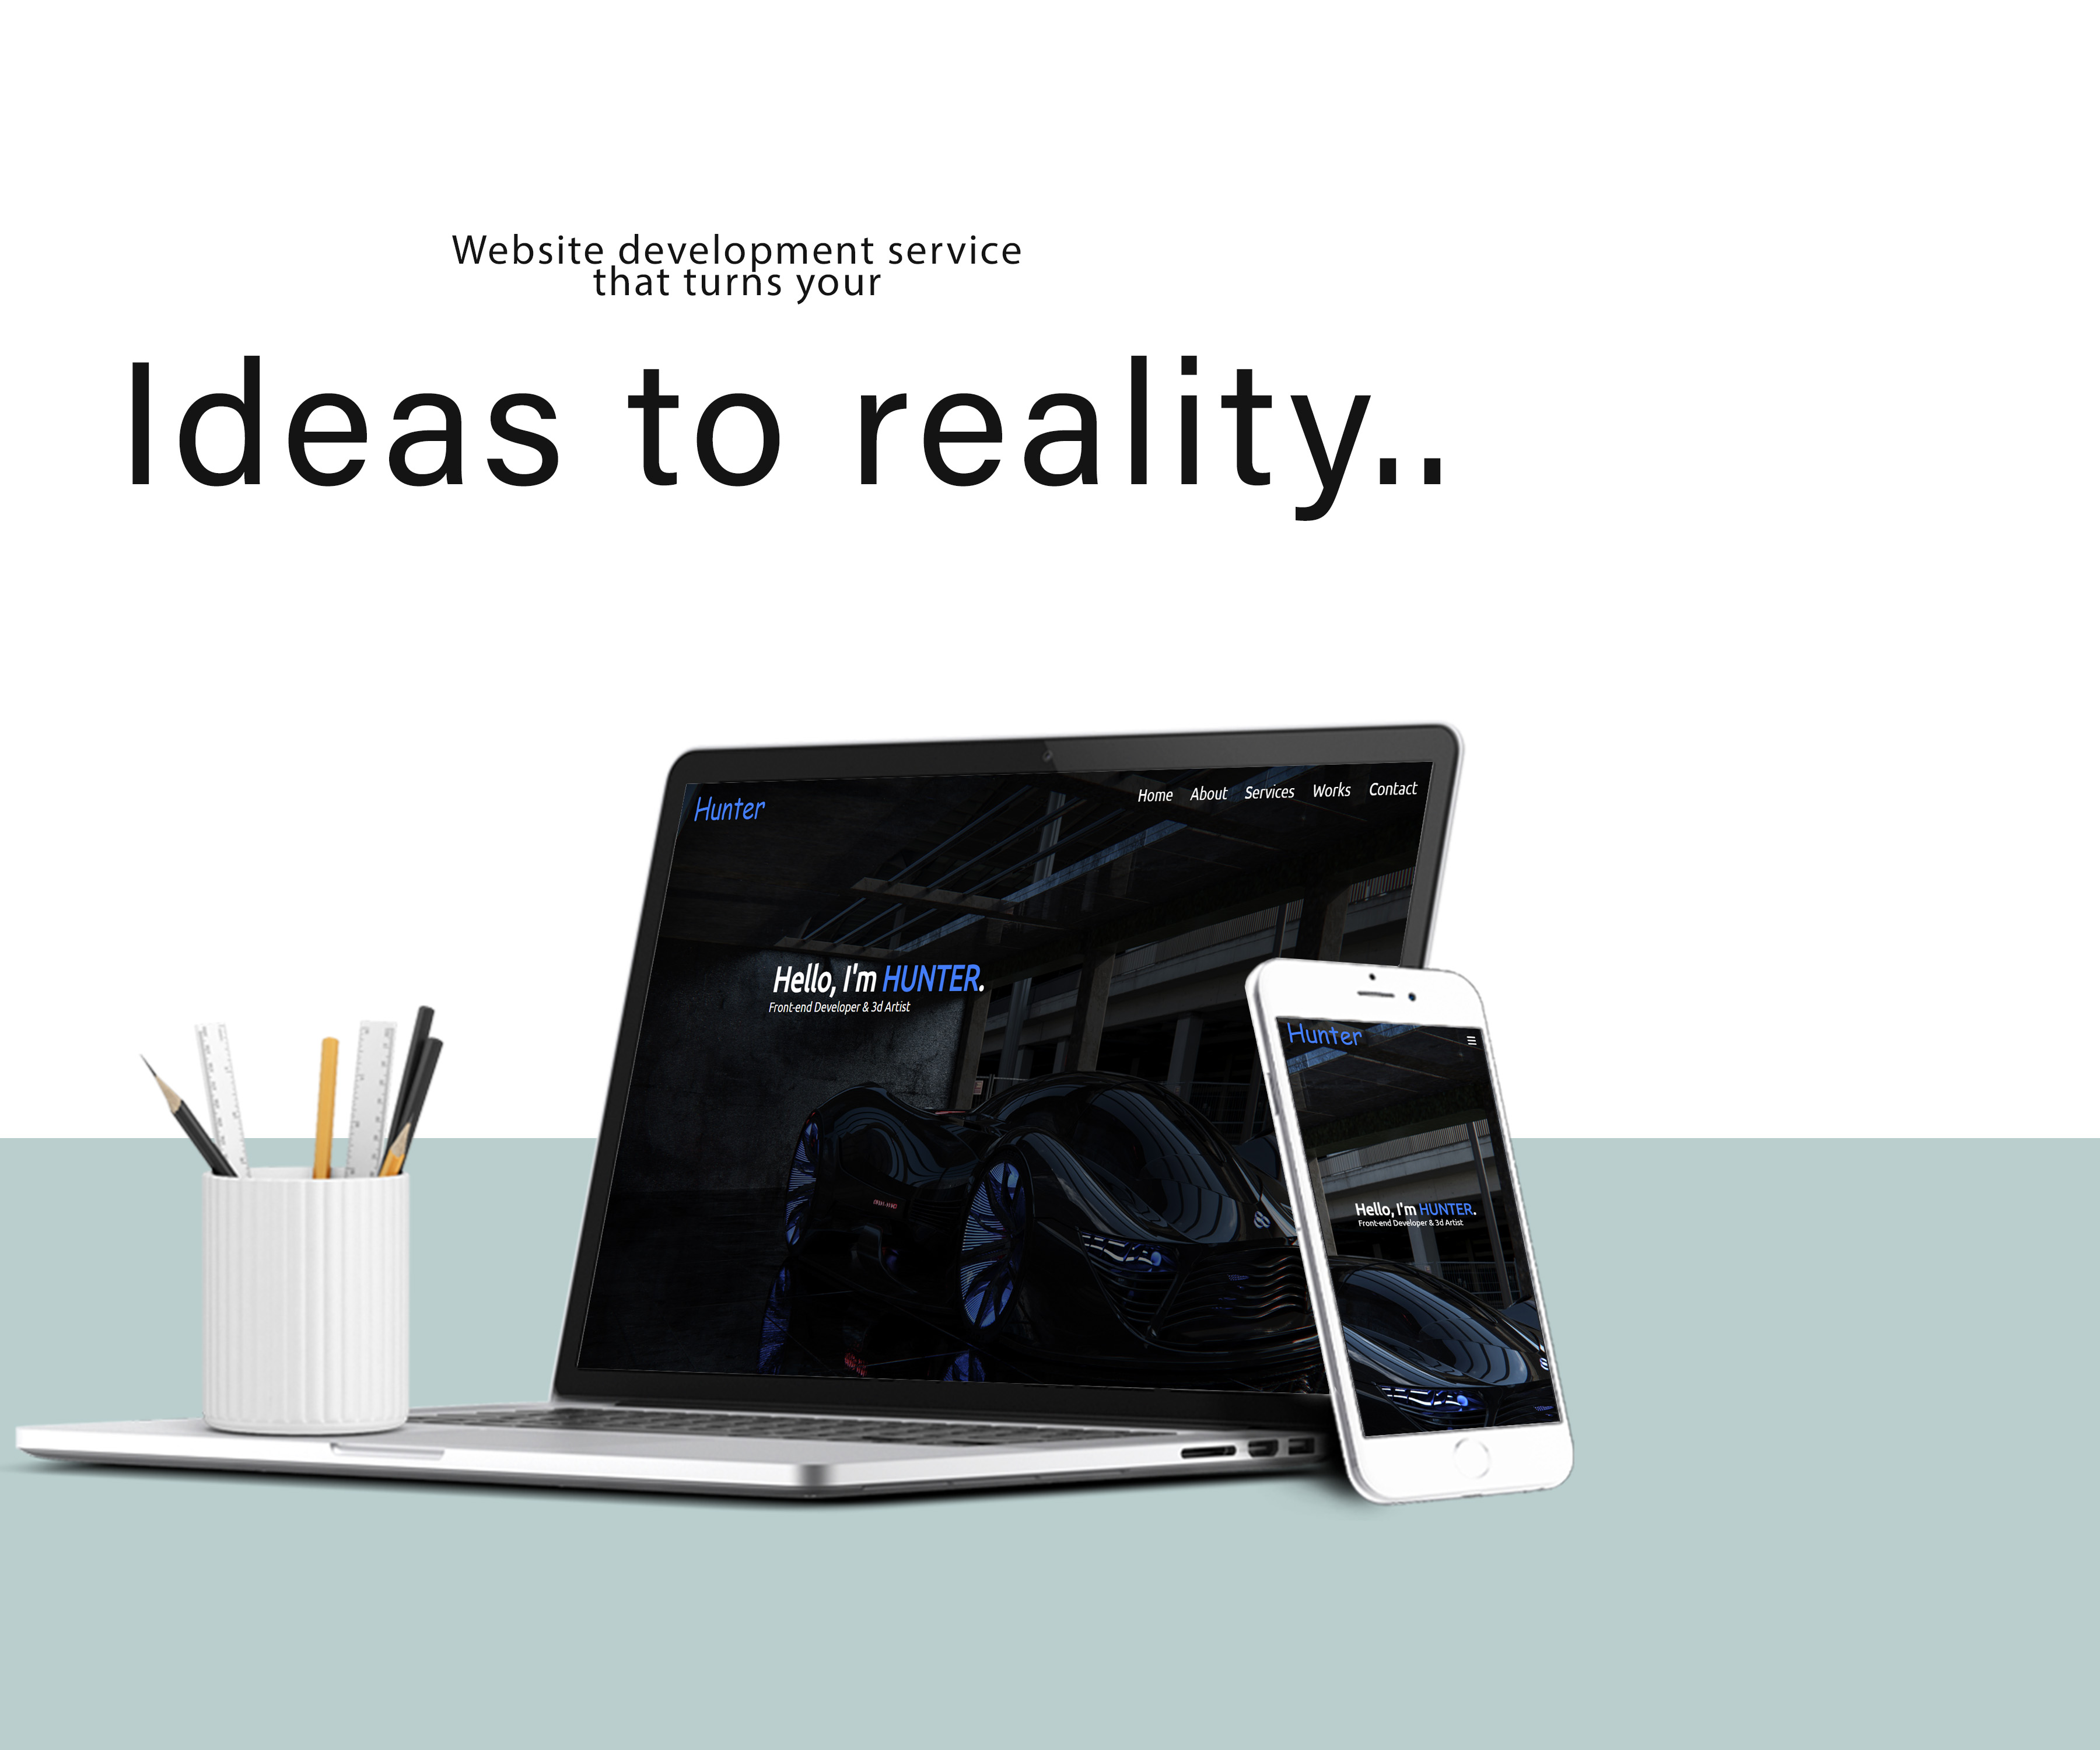 Website development service
that turns your
Ideas to reality..
Hunter
Home About Services Works Contact
Hello, I'm HUNTER.
Front-end Developer & 3d Artist
Hunter
Hello, I'm HUNTER.
Front-end Developer & 3d Artist